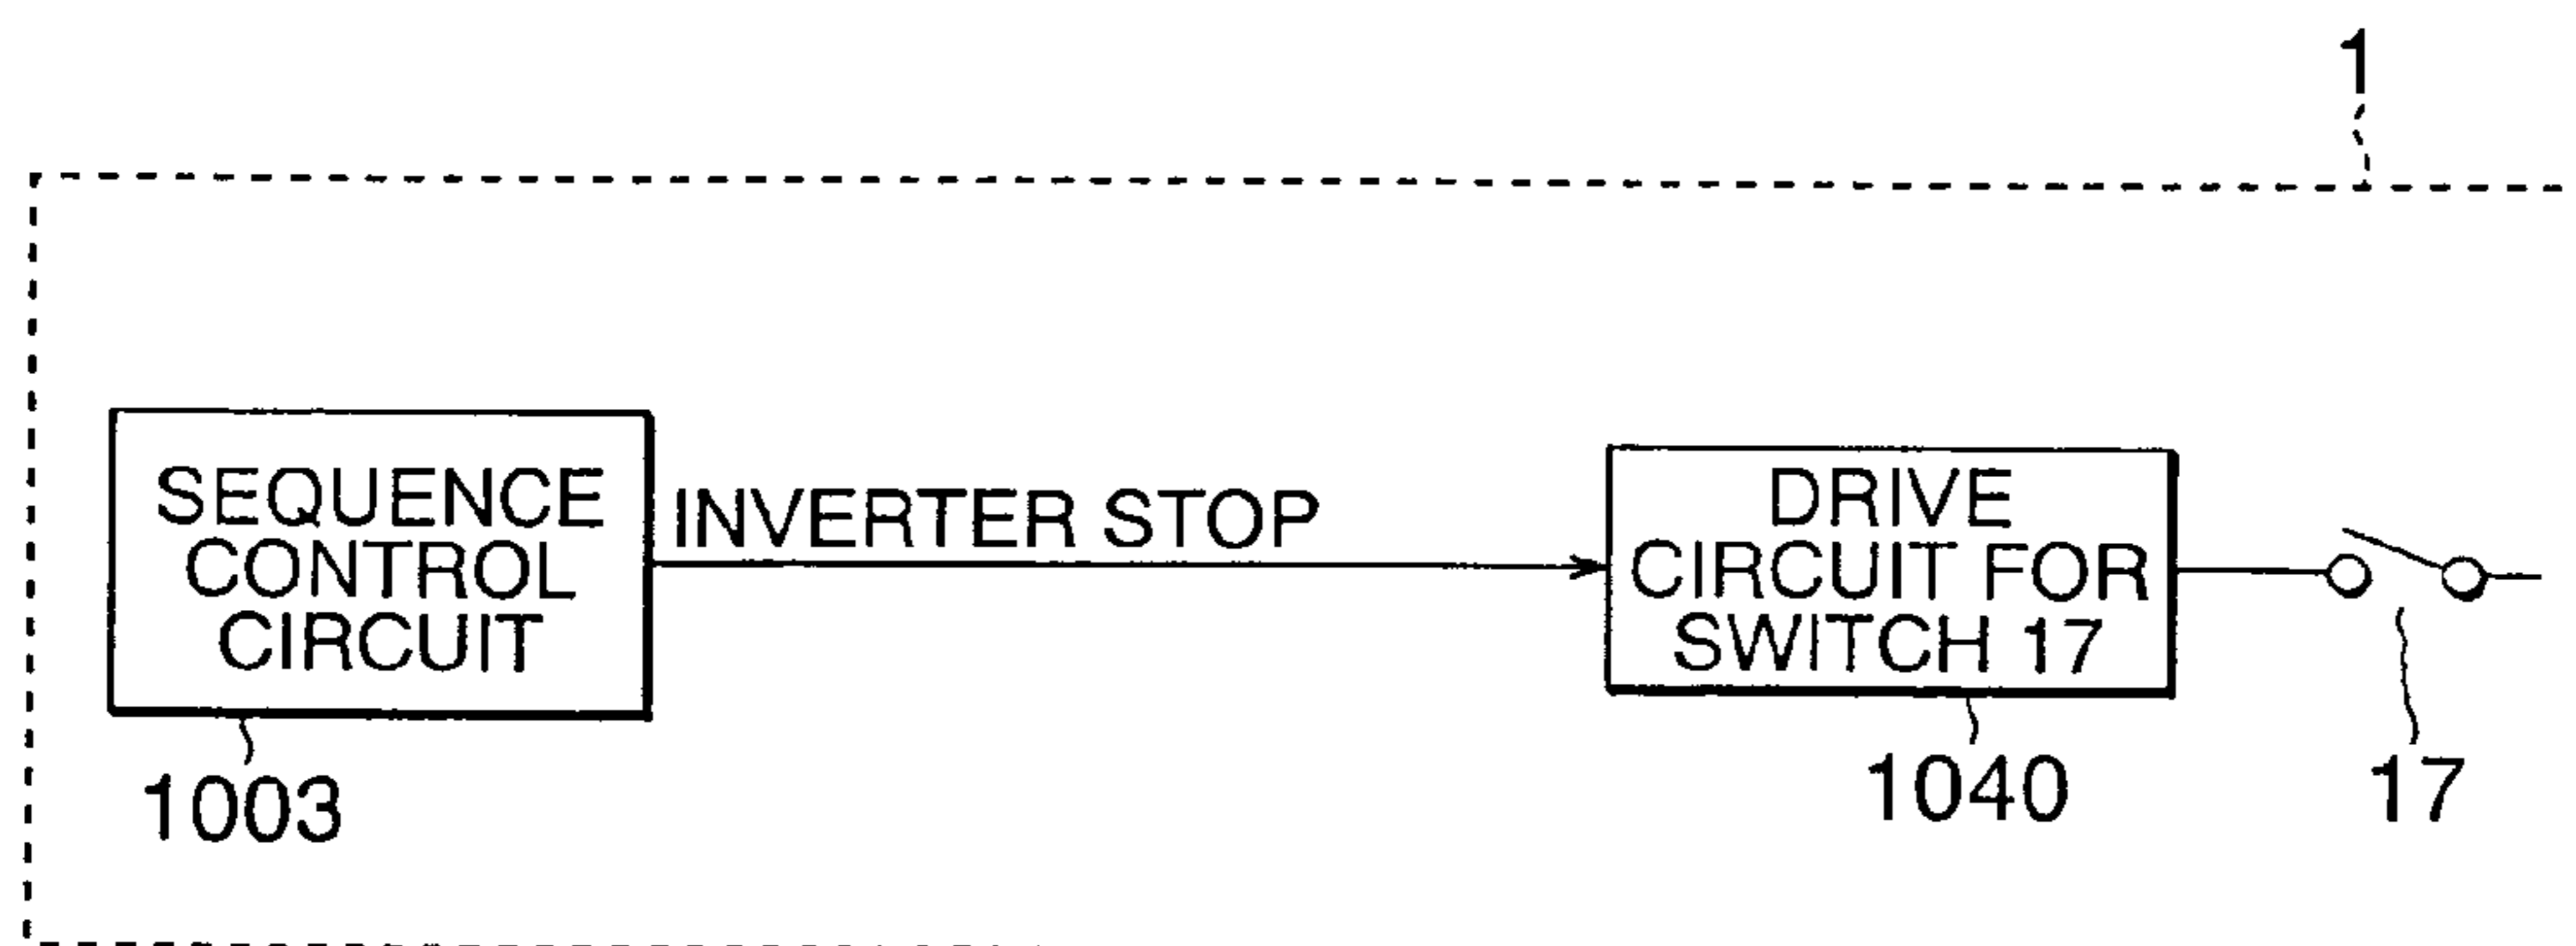 1
SEQUENCE
CONTROL
CIRCUIT
1003
INVERTER STOP
DRIVE
CIRCUIT FOR
SWITCH 17
1040
17